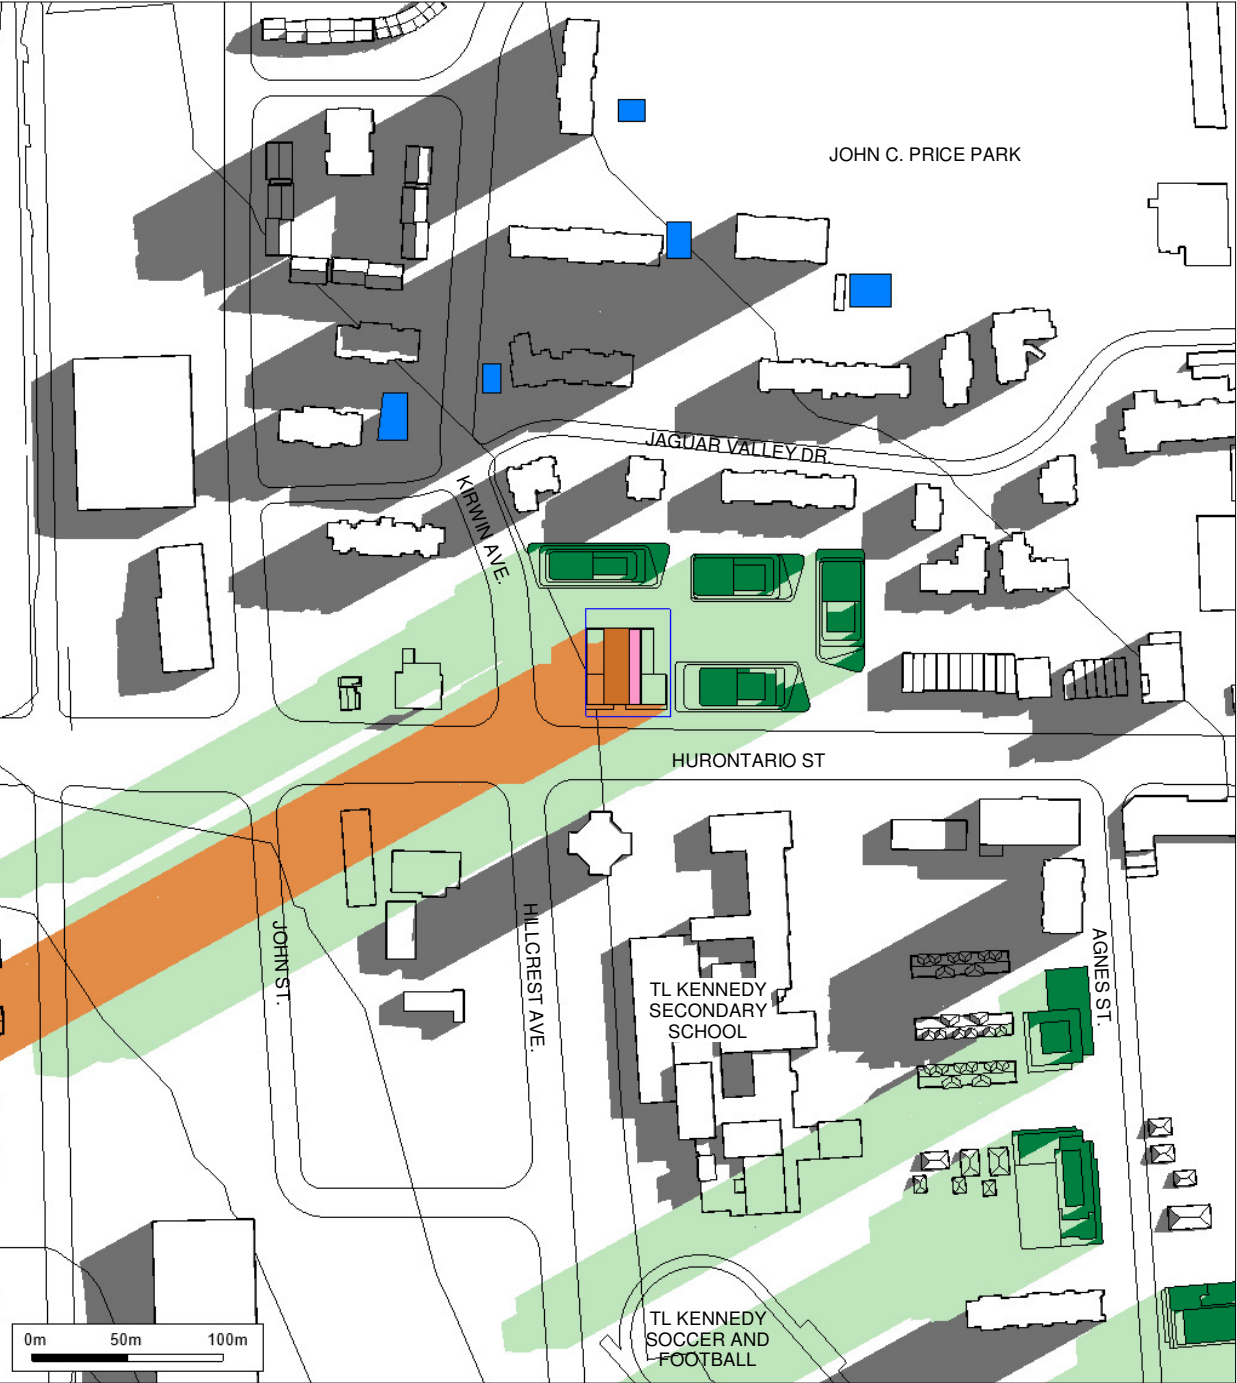 JOHN C. PRICE PARK
JAGUAR VALLEY DR.
KIRWIN AVE.
HURONTARIO ST
JOHN ST.
HILLCREST AVE.
AGNES ST.
TL KENNEDY
SECONDARY
SCHOOL
TL KENNEDY
SOCCER AND
FOOTBALL
0m 50m 100m